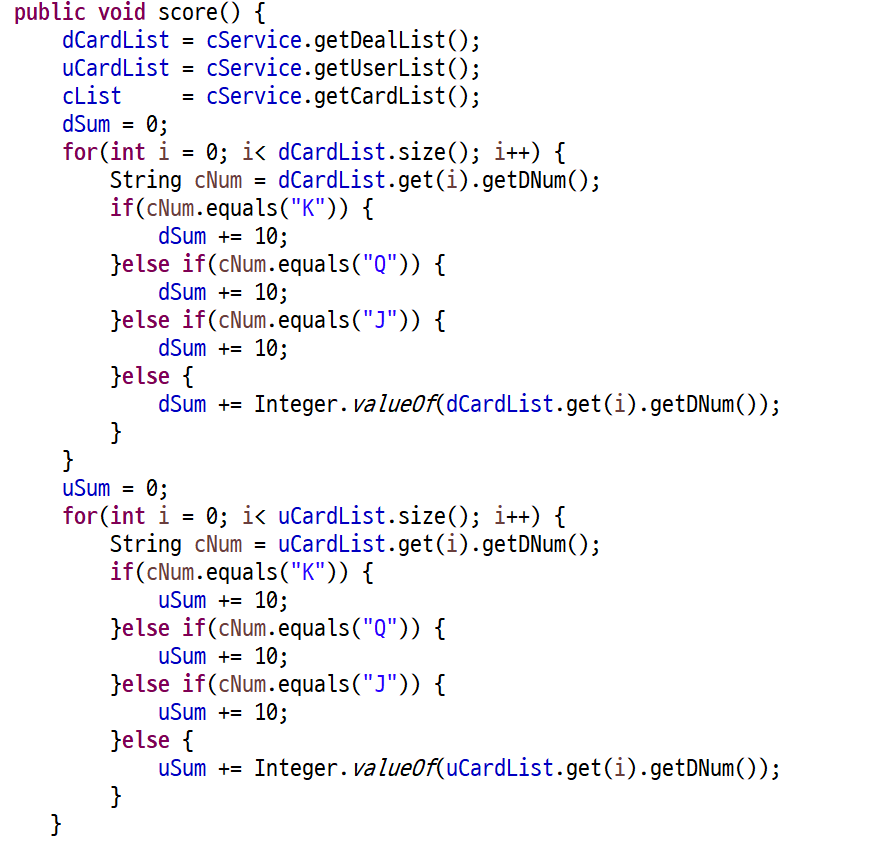 public void score() {
    dCardList = cService.getDealList();
    uCardList = cService.getUserList();
    cList     = cService.getCardList();
    dSum = 0;
    for(int i = 0; i< dCardList.size(); i++) {
        String cNum = dCardList.get(i).getDNum();
        if(cNum.equals("K")) {
            dSum += 10;
        }else if(cNum.equals("Q")) {
            dSum += 10;
        }else if(cNum.equals("J")) {
            dSum += 10;
        }else {
            dSum += Integer.valueOf(dCardList.get(i).getDNum());
        }
    }
    uSum = 0;
    for(int i = 0; i< uCardList.size(); i++) {
        String cNum = uCardList.get(i).getDNum();
        if(cNum.equals("K")) {
            uSum += 10;
        }else if(cNum.equals("Q")) {
            uSum += 10;
        }else if(cNum.equals("J")) {
            uSum += 10;
        }else {
            uSum += Integer.valueOf(uCardList.get(i).getDNum());
        }
   }